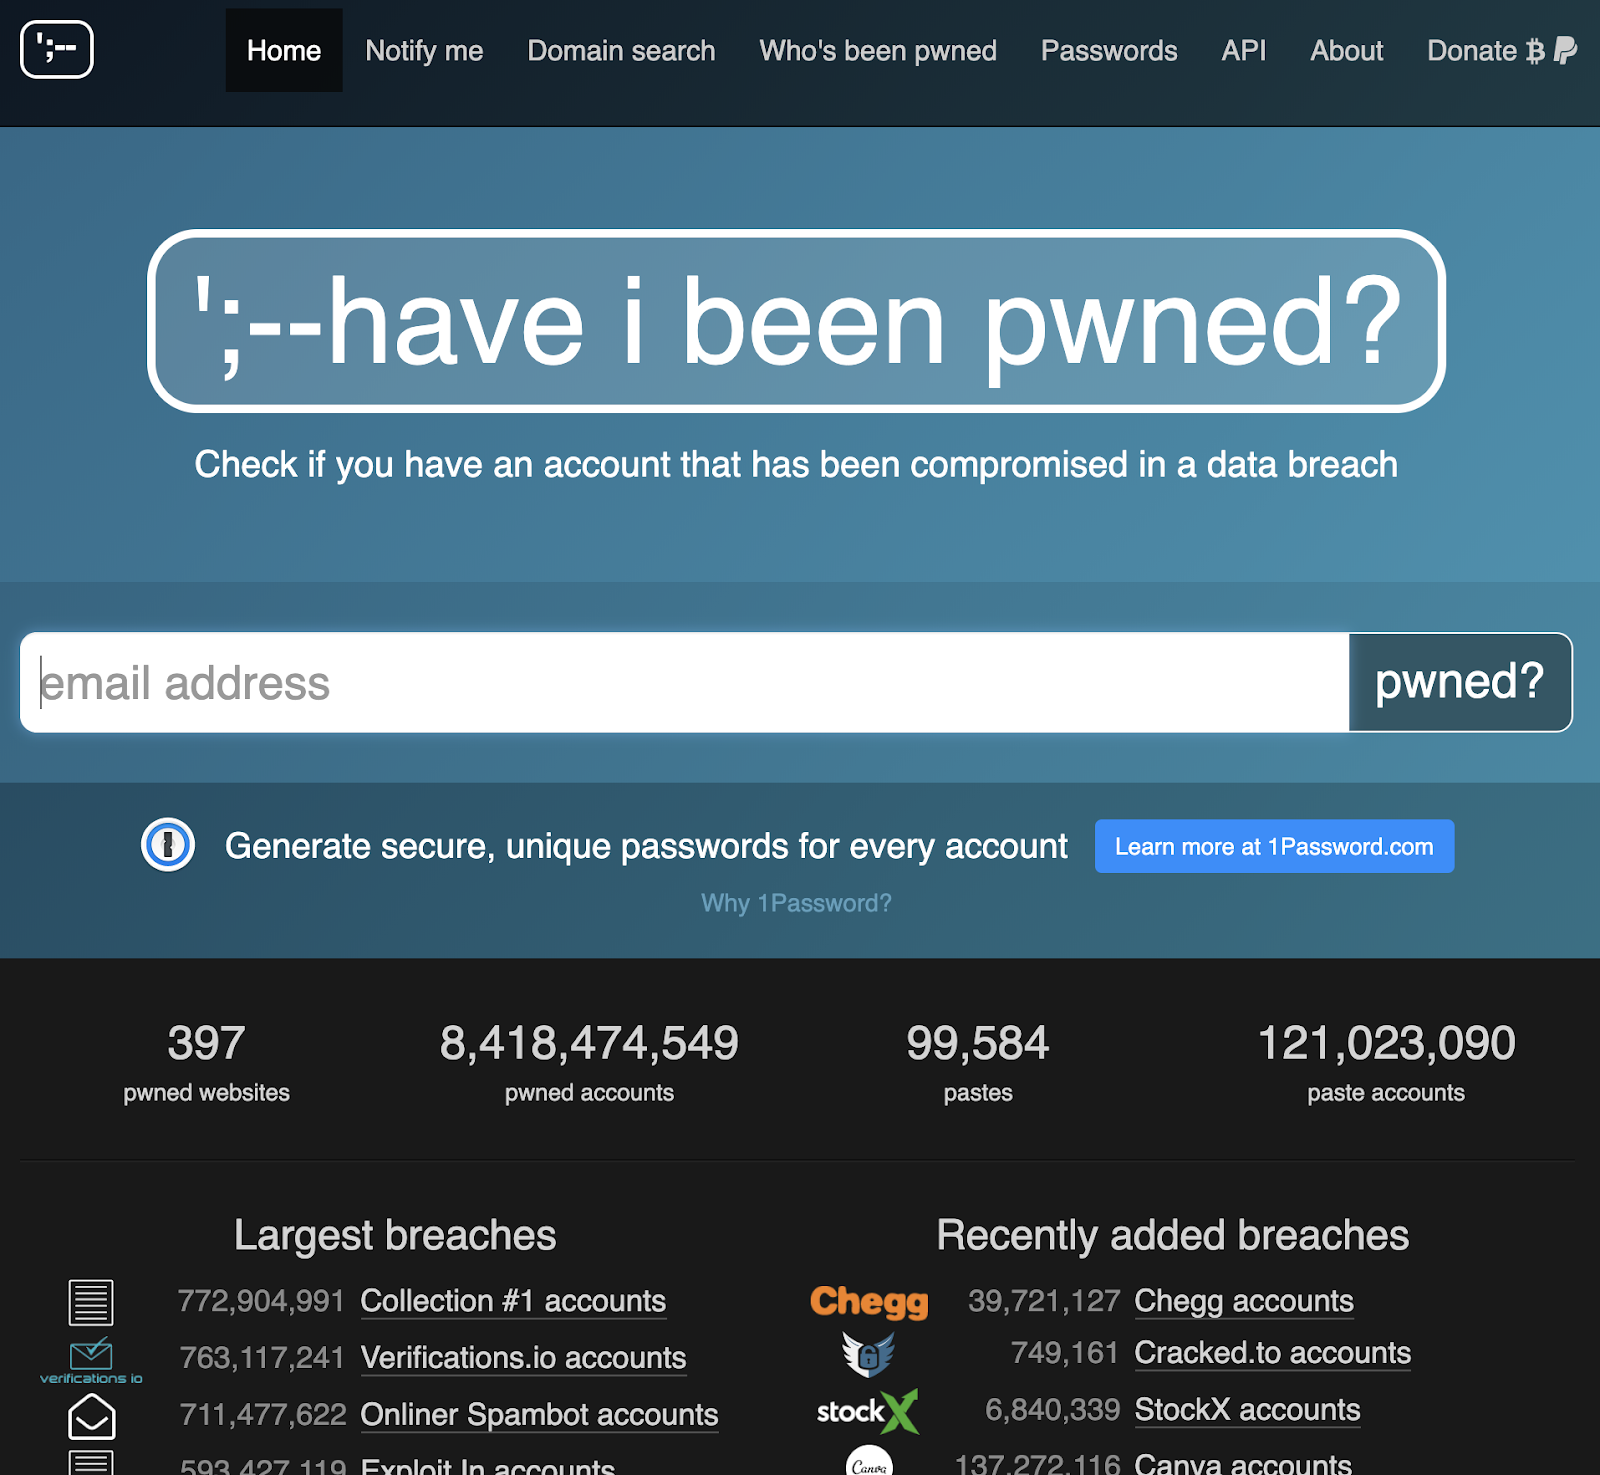 ';--
Home Notify me Domain search Who's been pwned Passwords API About Donate
';--have i been pwned?
Check if you have an account that has been compromised in a data breach
email address pwned?
Generate secure, unique passwords for every account Learn more at 1Password.com
Why 1Password?
397 8,418,474,549 99,584 121,023,090
pwned websites pwned accounts pastes paste accounts
Largest breaches
772,904,991 Collection #1 accounts
763,117,241 Verifications.io accounts
verifications io
711,477,622 Onliner Spambot accounts
593,427,119 Exploit.In accounts
Recently added breaches
Chegg 39,721,127 Chegg accounts
749,161 Cracked.to accounts
stockX 6,840,339 StockX accounts
Canva 137,272,116 Canva accounts